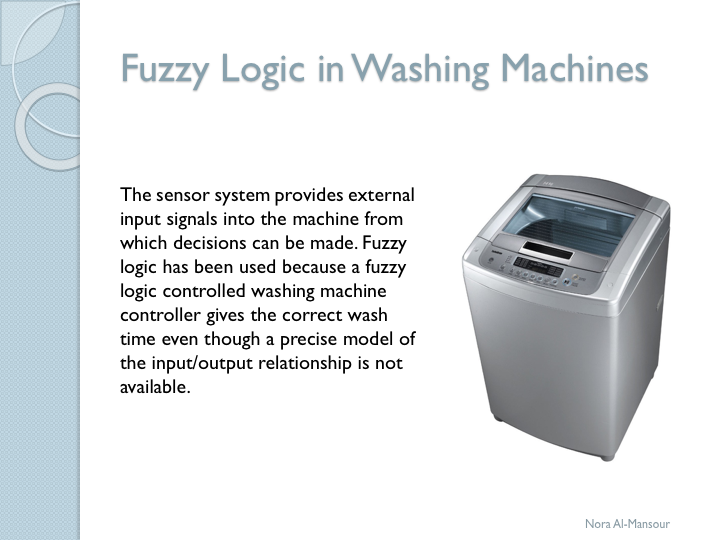 Fuzzy Logic in Washing Machines
The sensor system provides external
input signals into the machine from
which decisions can be made. Fuzzy
logic has been used because a fuzzy
logic controlled washing machine
controller gives the correct wash
time even though a precise model of
the input/output relationship is not
available.
Nora Al-Mansour